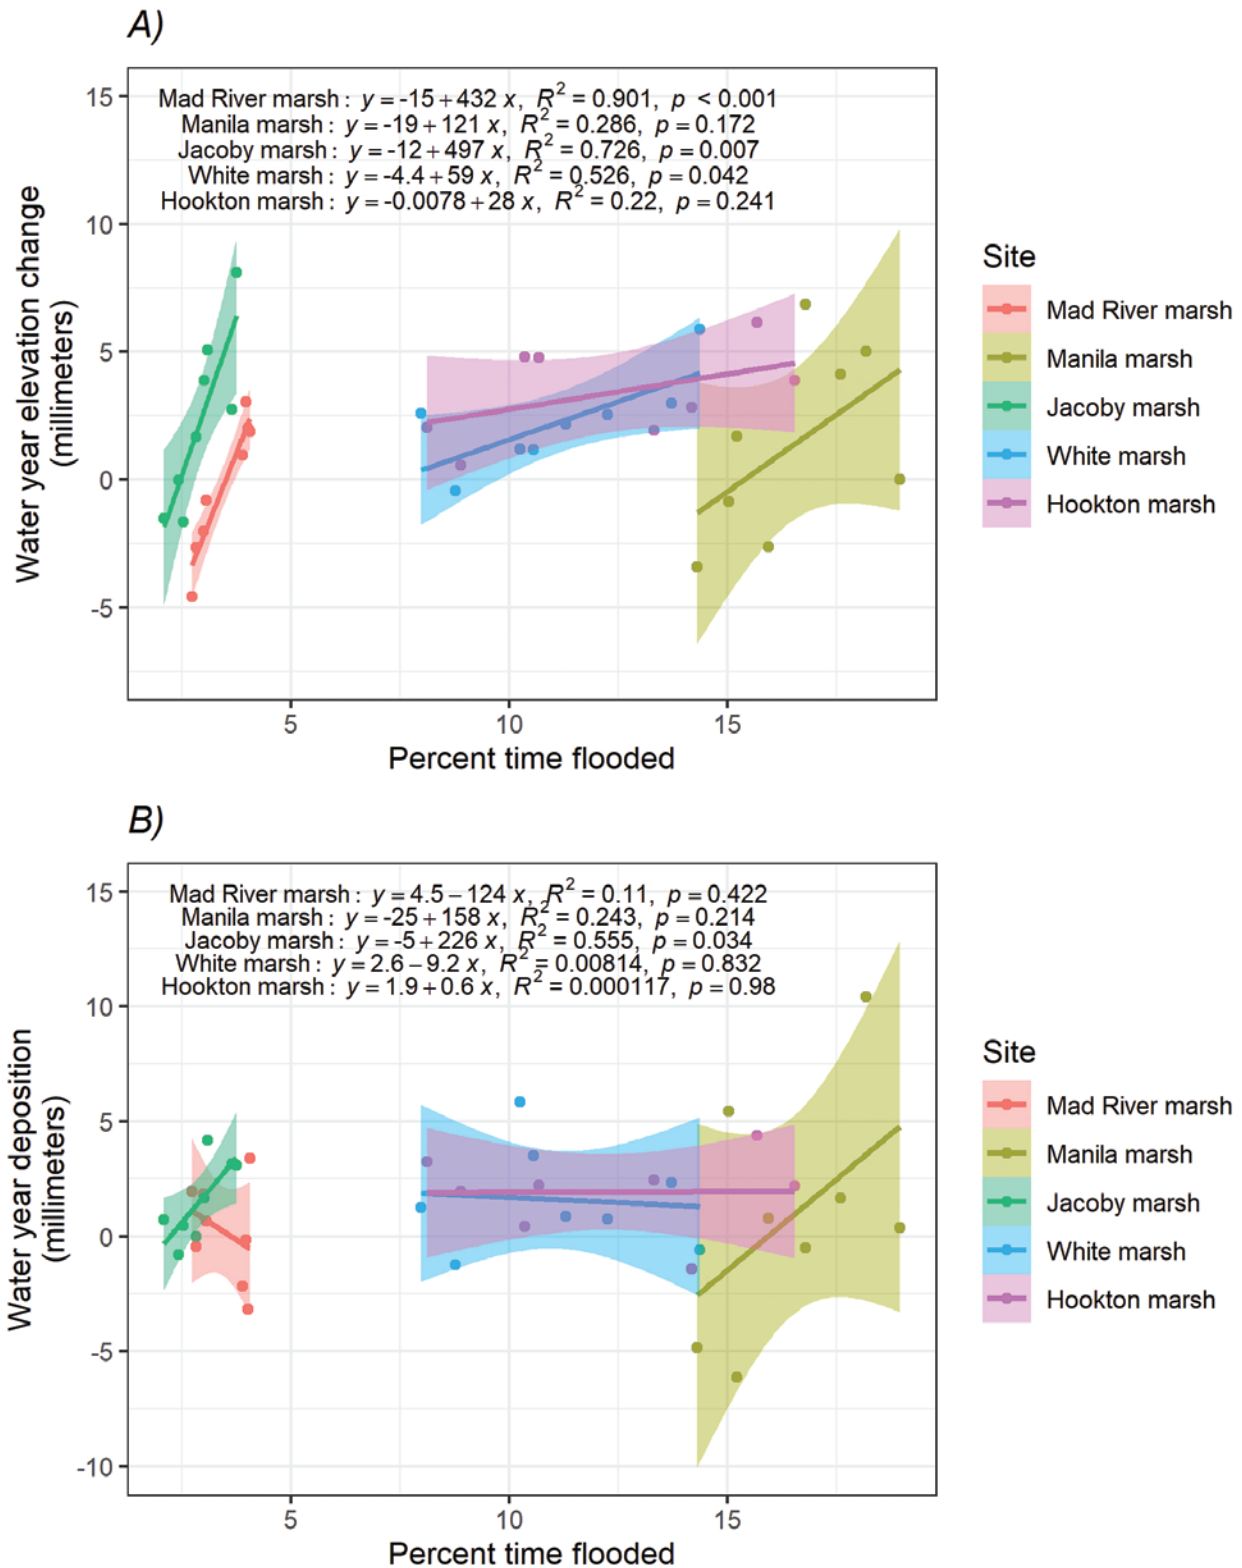 A)
Mad River marsh : y = -15 + 432 x, R² = 0.901, p < 0.001
Manila marsh : y = -19 + 121 x, R² = 0.286, p = 0.172
Jacoby marsh : y = -12 + 497 x, R² = 0.726, p = 0.007
White marsh : y = -4.4 + 59 x, R² = 0.526, p = 0.042
Hookton marsh : y = -0.0078 + 28 x, R² = 0.22, p = 0.241
15
10
5
0
-5
Water year elevation change
(millimeters)
5 10 15
Percent time flooded
Site
Mad River marsh
Manila marsh
Jacoby marsh
White marsh
Hookton marsh
B)
Mad River marsh : y = 4.5 − 124 x, R² = 0.11, p = 0.422
Manila marsh : y = -25 + 158 x, R² = 0.243, p = 0.214
Jacoby marsh : y = -5 + 226 x, R² = 0.555, p = 0.034
White marsh : y = 2.6 − 9.2 x, R² = 0.00814, p = 0.832
Hookton marsh : y = 1.9 + 0.6 x, R² = 0.000117, p = 0.98
15
10
5
0
-5
-10
Water year deposition
(millimeters)
5 10 15
Percent time flooded
Site
Mad River marsh
Manila marsh
Jacoby marsh
White marsh
Hookton marsh